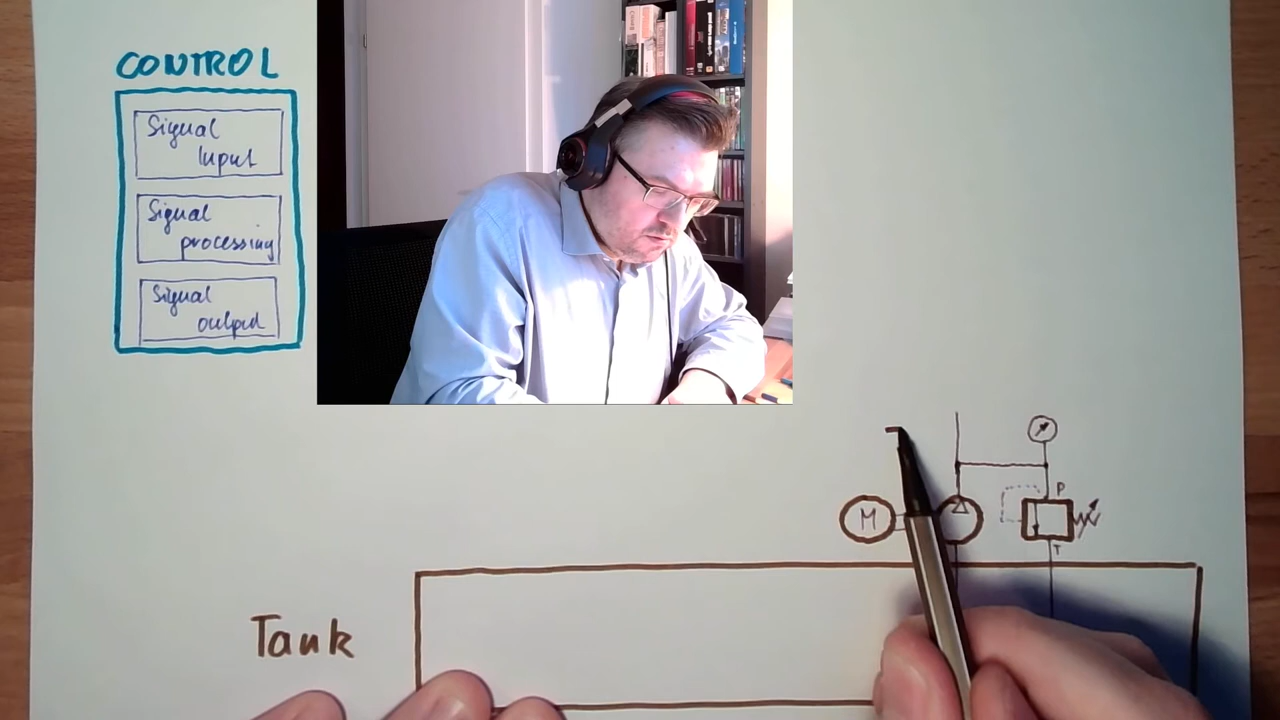 CONTROL
Signal
Input
Signal
processing
Signal
output
M
P
T
Tank